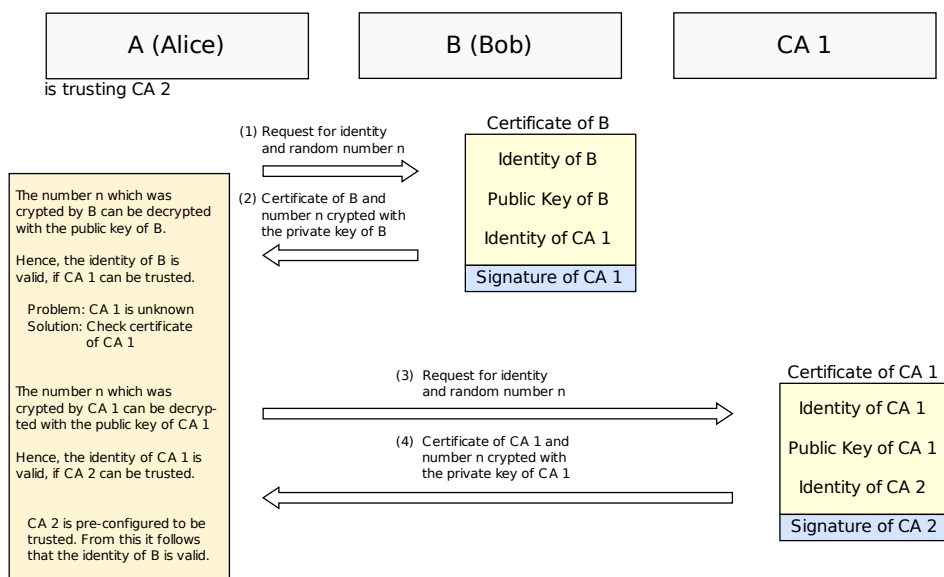 A (Alice)
B (Bob)
CA 1
is trusting CA 2
(1) Request for identity
and random number n
Certificate of B
Identity of B
Public Key of B
Identity of CA 1
Signature of CA 1
(2) Certificate of B and
number n crypted with
the private key of B
The number n which was
crypted by B can be decrypted
with the public key of B.
Hence, the identity of B is
valid, if CA 1 can be trusted.
Problem: CA 1 is unknown
Solution: Check certificate
of CA 1
The number n which was
crypted by CA 1 can be decryp-
ted with the public key of CA 1
Hence, the identity of CA 1 is
valid, if CA 2 can be trusted.
CA 2 is pre-configured to be
trusted. From this it follows
that the identity of B is valid.
(3) Request for identity
and random number n
(4) Certificate of CA 1 and
number n crypted with
the private key of CA 1
Certificate of CA 1
Identity of CA 1
Public Key of CA 1
Identity of CA 2
Signature of CA 2